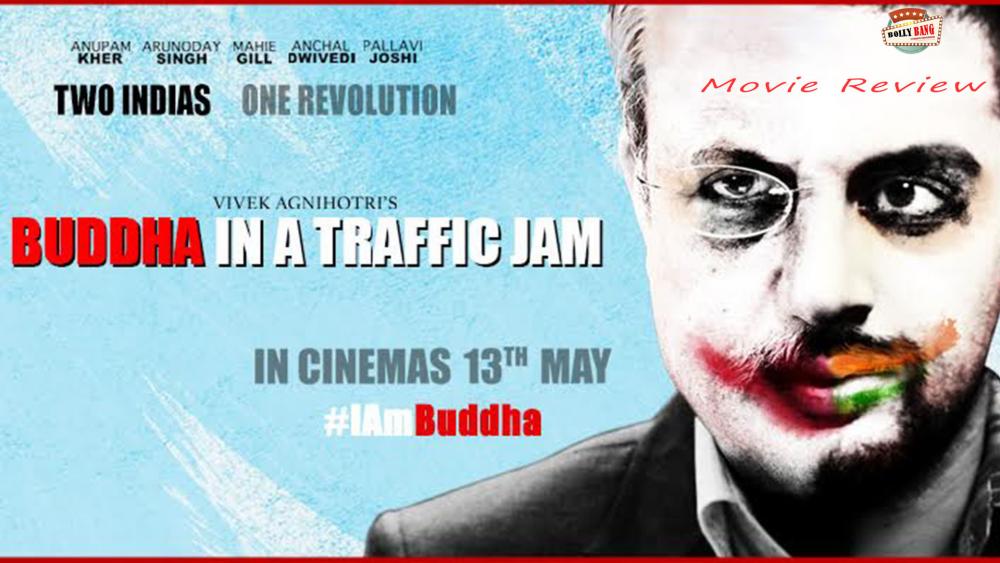 BOLLY BANG
Movie Review
ANUPAM KHER
ARUNODAY SINGH
MAHIE GILL
ANCHAL DWIVEDI
PALLAVI JOSHI
TWO INDIAS ONE REVOLUTION
VIVEK AGNIHOTRI'S
BUDDHA IN A TRAFFIC JAM
IN CINEMAS 13TH MAY
#IAmBuddha